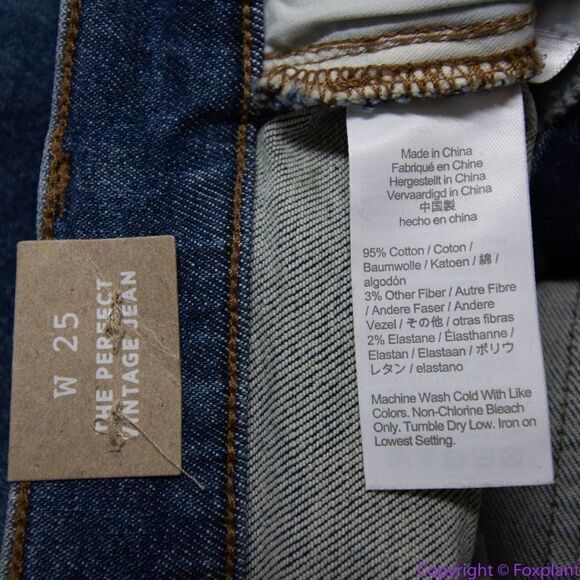 W 25
THE PERFECT
VINTAGE JEAN
Made in China
Fabriqué en Chine
Hergestellt in China
Vervaardigd in China
中国製
hecho en china
95% Cotton / Coton /
Baumwolle / Katoen / 綿 /
algodón
3% Other Fiber / Autre Fibre
/ Andere Faser / Andere
Vezel / その他 / otras fibras
2% Elastane / Élasthanne /
Elastan / Elastaan / ポリウ
レタン / elastano
Machine Wash Cold With Like
Colors. Non-Chlorine Bleach
Only. Tumble Dry Low. Iron on
Lowest Setting.
Copyright © Foxplant